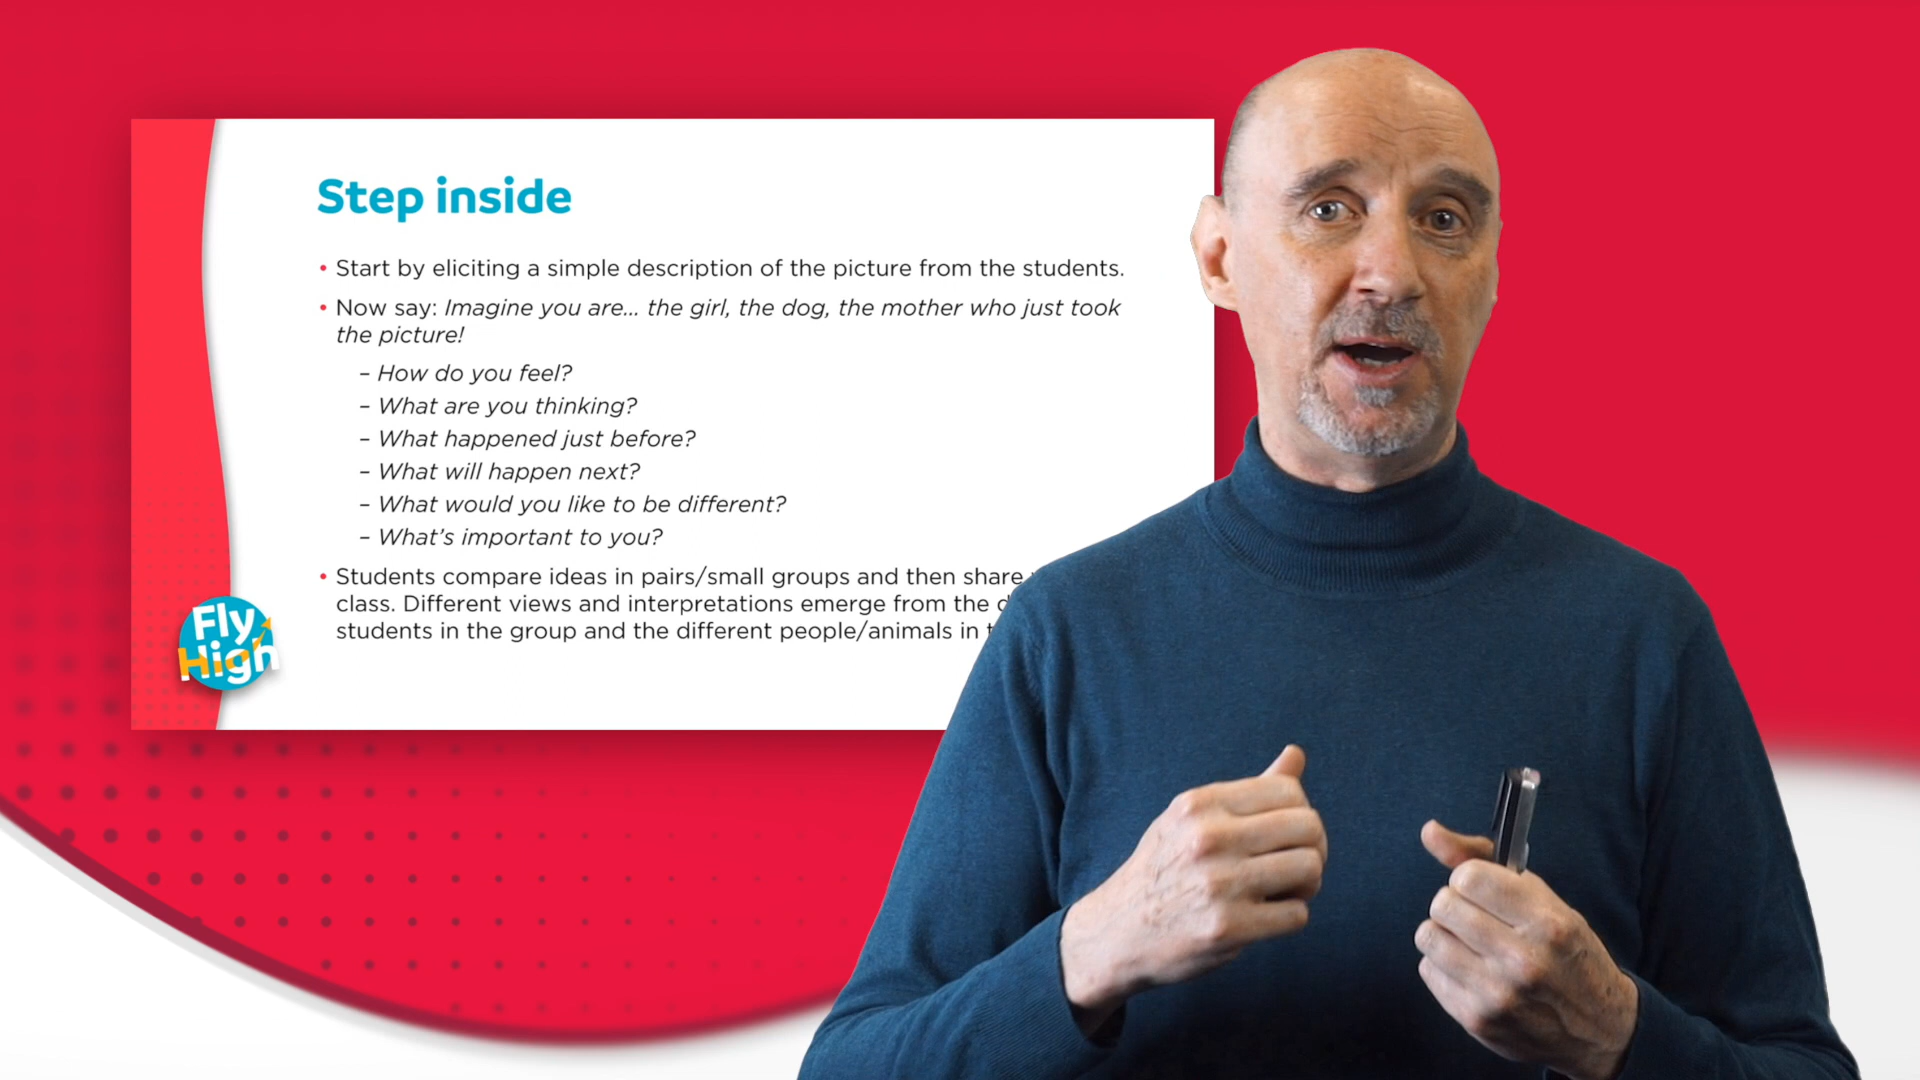 Step inside
• Start by eliciting a simple description of the picture from the students.
• Now say: Imagine you are... the girl, the dog, the mother who just took
the picture!
– How do you feel?
– What are you thinking?
– What happened just before?
– What will happen next?
– What would you like to be different?
– What's important to you?
• Students compare ideas in pairs/small groups and then share
class. Different views and interpretations emerge from the
students in the group and the different people/animals in
Fly
High